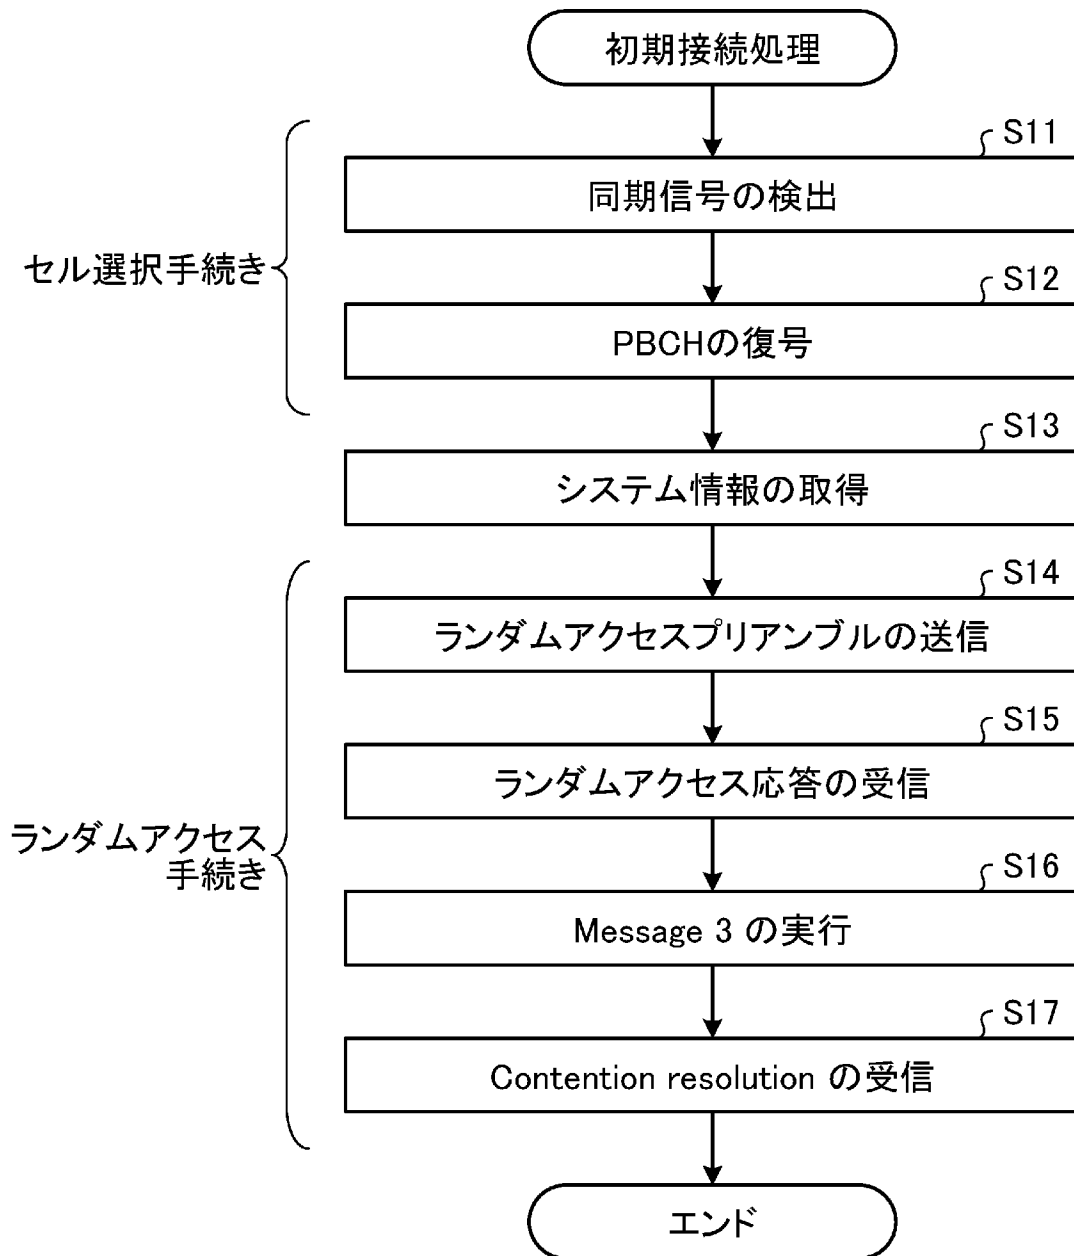 初期接続処理
S11
同期信号の検出
セル選択手続き
S12
PBCHの復号
S13
システム情報の取得
S14
ランダムアクセスプリアンブルの送信
S15
ランダムアクセス応答の受信
ランダムアクセス
手続き
S16
Message 3 の実行
S17
Contention resolution の受信
エンド